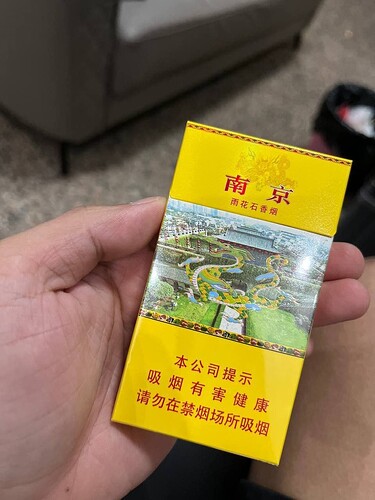 南京
雨花石香烟
本公司提示
吸烟有害健康
请勿在禁烟场所吸烟